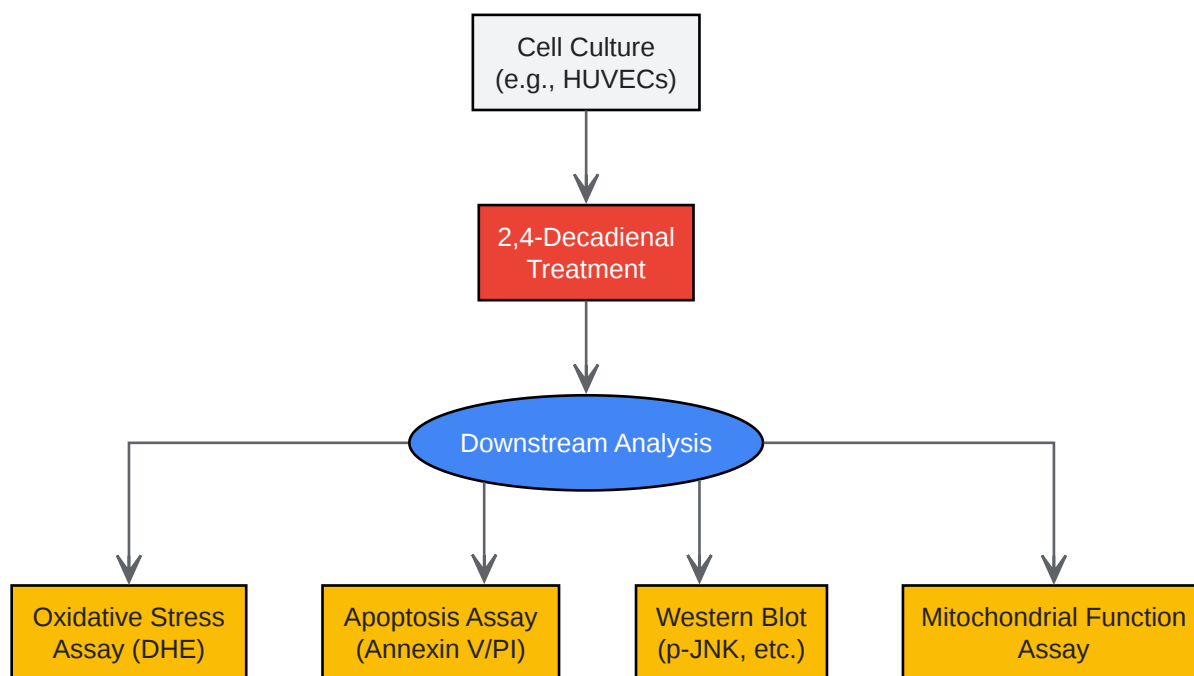 Cell Culture
(e.g., HUVECs)
2,4-Decadienal
Treatment
Downstream Analysis
Oxidative Stress
Assay (DHE)
Apoptosis Assay
(Annexin V/PI)
Western Blot
(p-JNK, etc.)
Mitochondrial Function
Assay